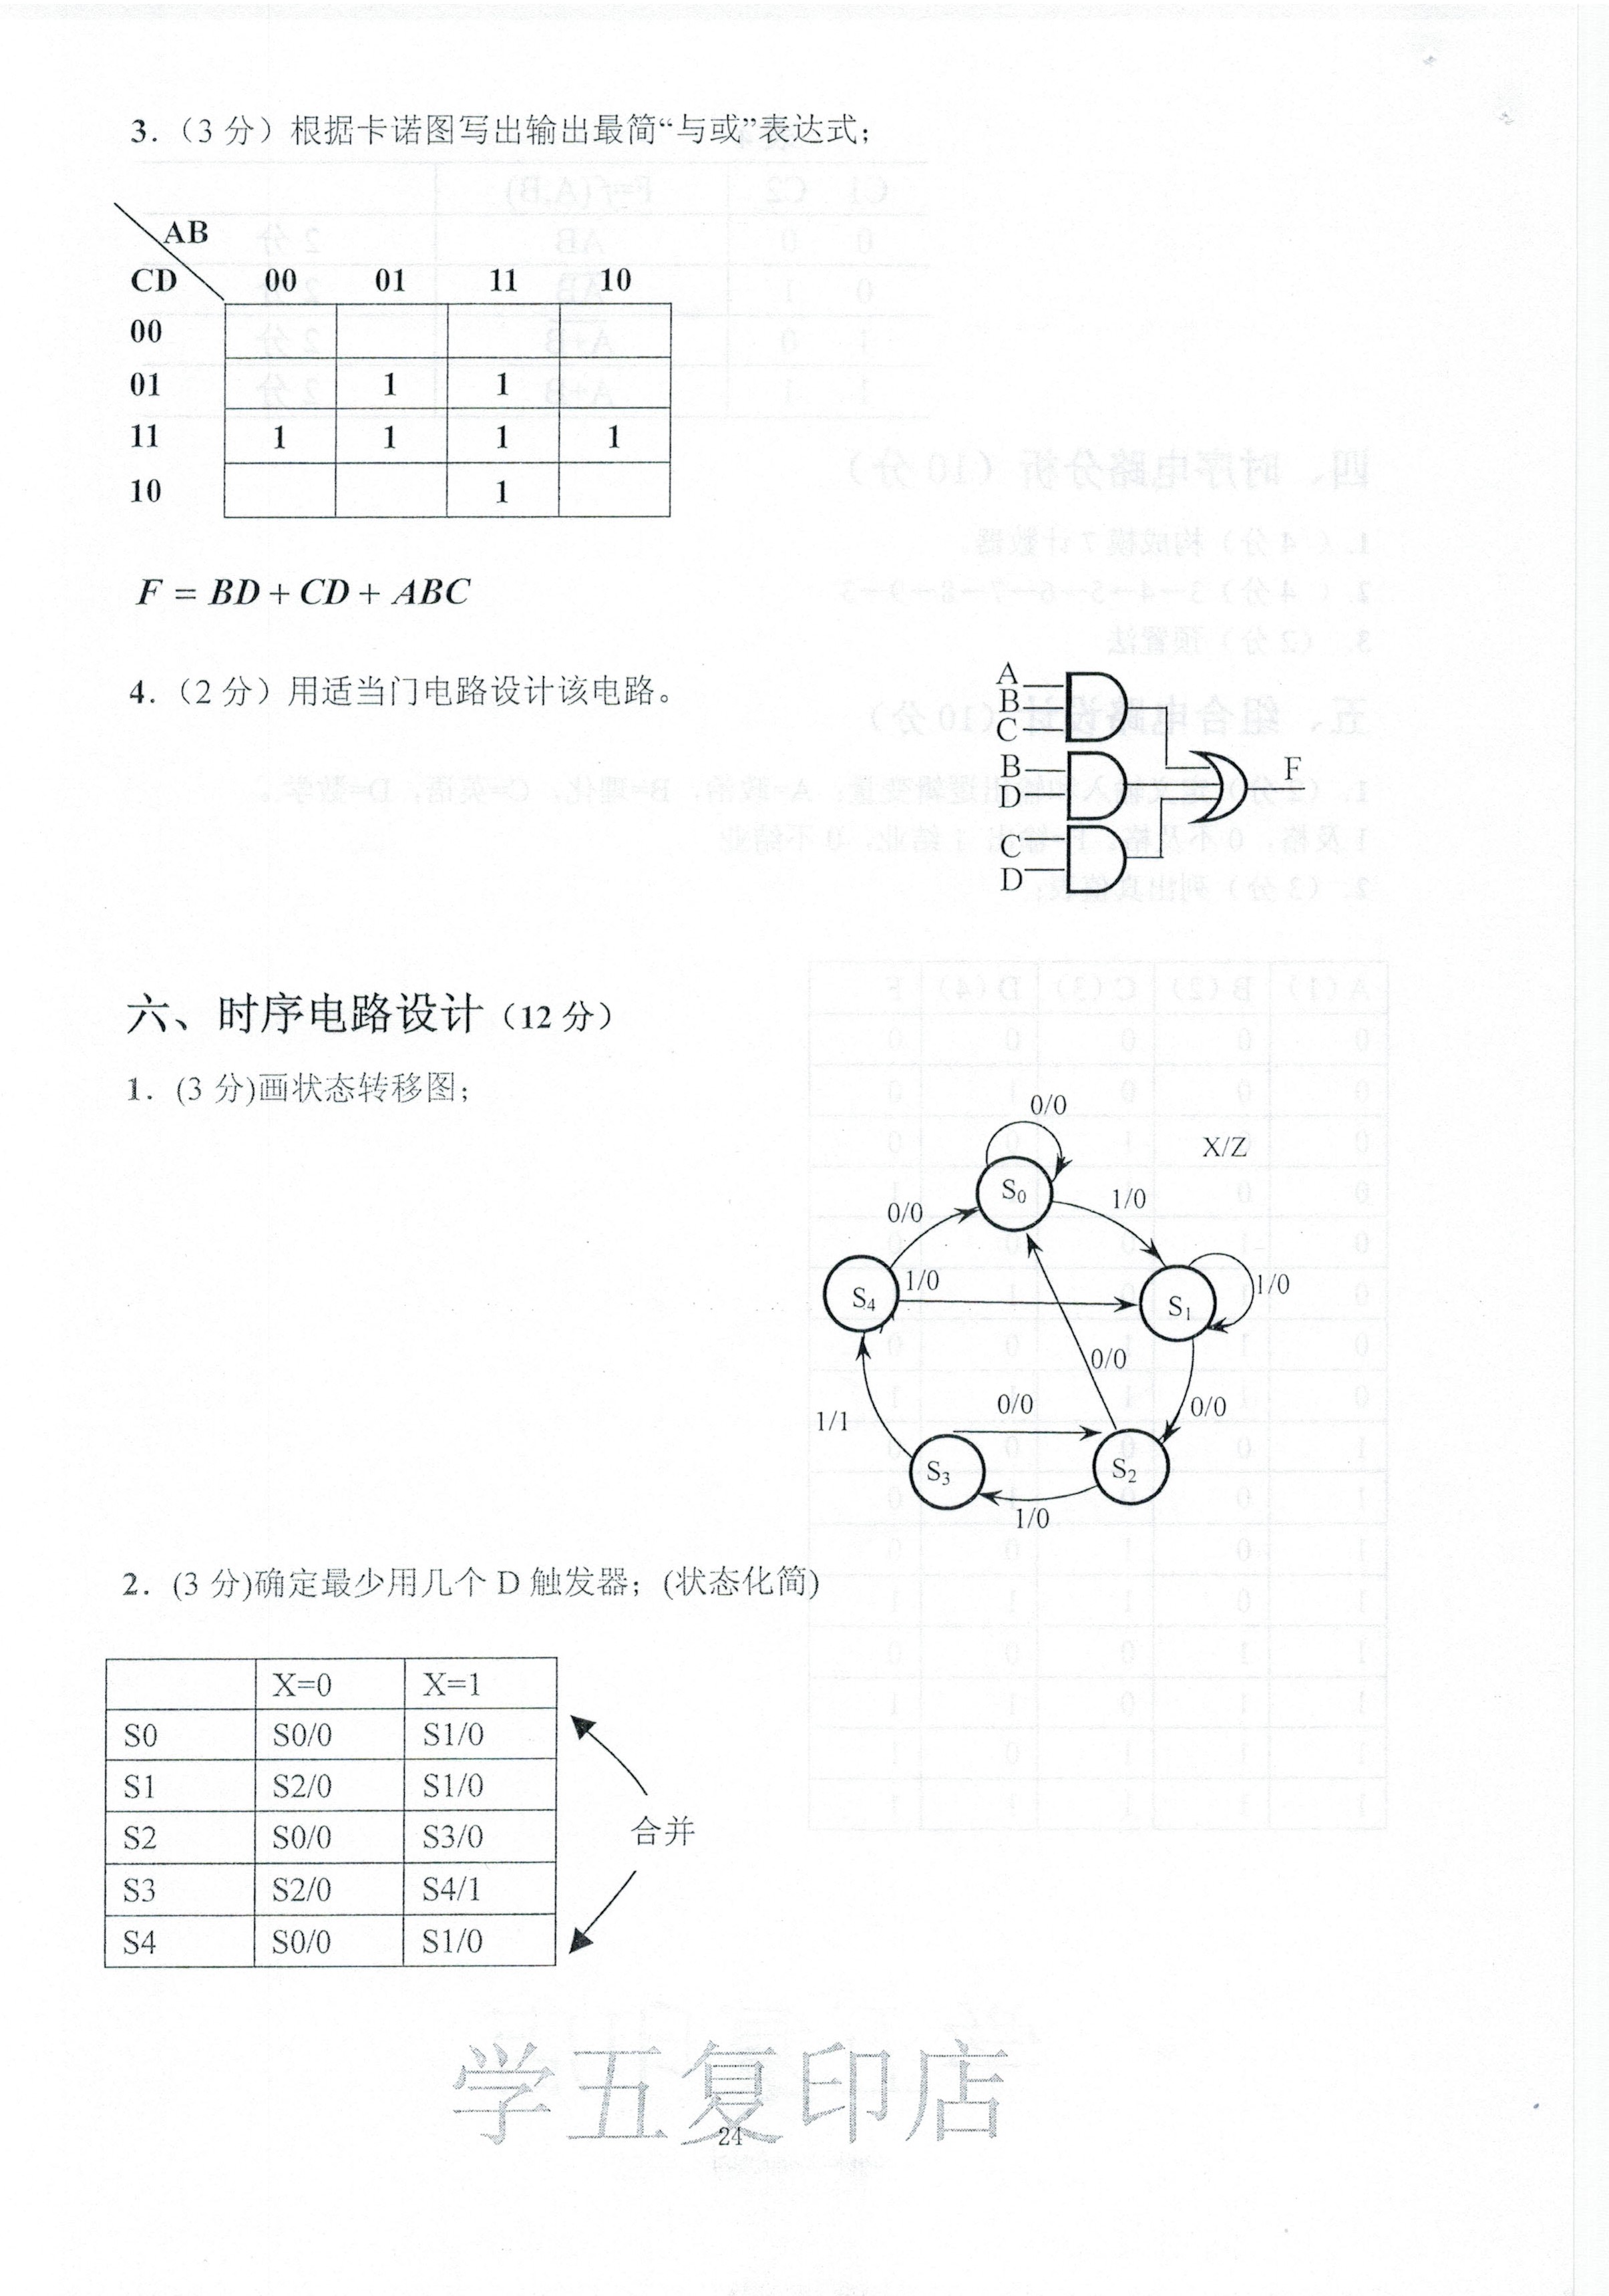 3.（3 分）根据卡诺图写出输出最简“与或”表达式；
AB
CD 00 01 11 10
00
01 1 1
11 1 1 1 1
10 1
F = BD + CD + ABC
4.（2 分）用适当门电路设计该电路。
A
B
C
B
D
C
D
F
六、时序电路设计（12 分）
1. (3 分)画状态转移图；
0/0
X/Z
S0
1/0
0/0
S4
1/0
S1
1/0
0/0
0/0
0/0
1/1
S3
S2
1/0
2. (3 分)确定最少用几个 D 触发器；(状态化简)
X=0 X=1
S0 S0/0 S1/0
S1 S2/0 S1/0
S2 S0/0 S3/0
S3 S2/0 S4/1
S4 S0/0 S1/0
合并
学五复印店
24